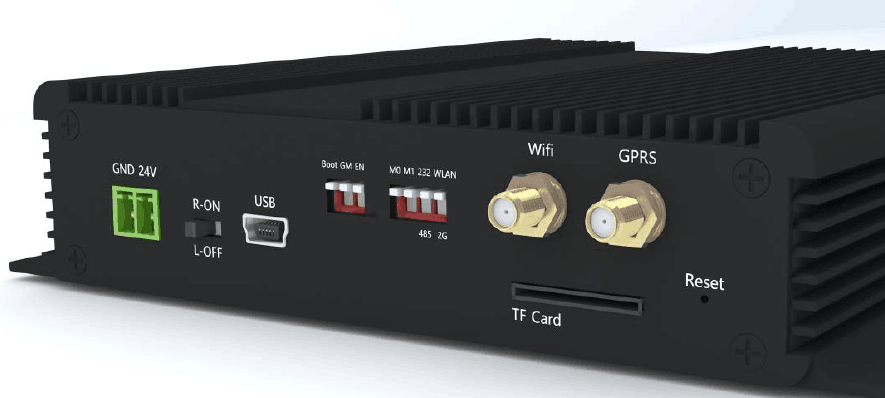 GND 24V
R-ON
L-OFF
USB
Boot GM EN
M0 M1 232 WLAN
485 2G
Wifi
GPRS
TF Card
Reset